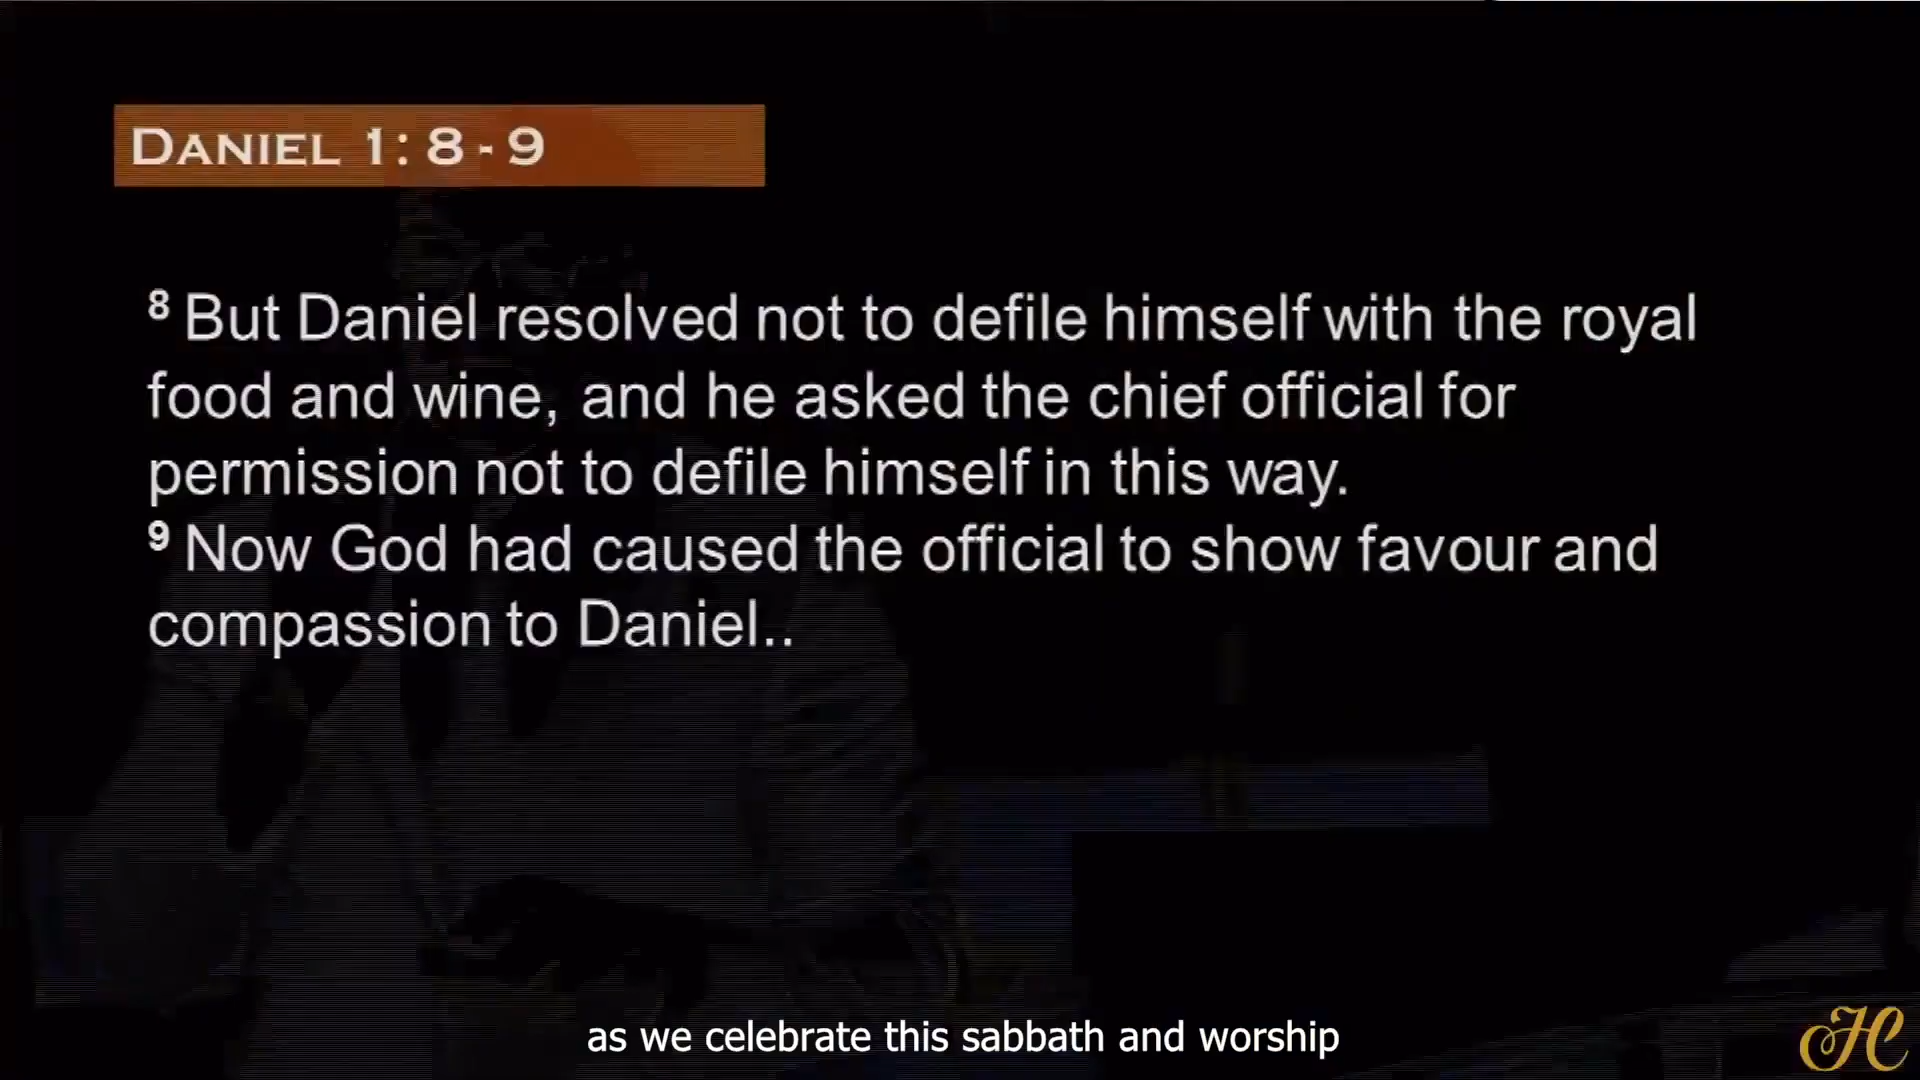 DANIEL 1: 8 - 9
8 But Daniel resolved not to defile himself with the royal
food and wine, and he asked the chief official for
permission not to defile himself in this way.
9 Now God had caused the official to show favour and
compassion to Daniel..
as we celebrate this sabbath and worship
H